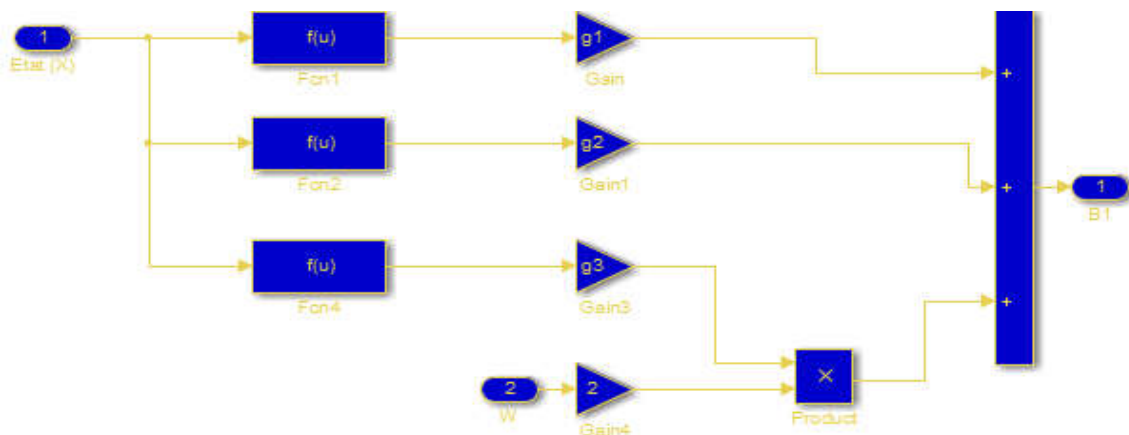 1
Etat (X)
f(u)
Fcn1
g1
Gain
+
f(u)
Fcn2
g2
Gain1
+
1
B1
f(u)
Fcn4
g3
Gain3
+
2
W
2
Gain4
×
Product